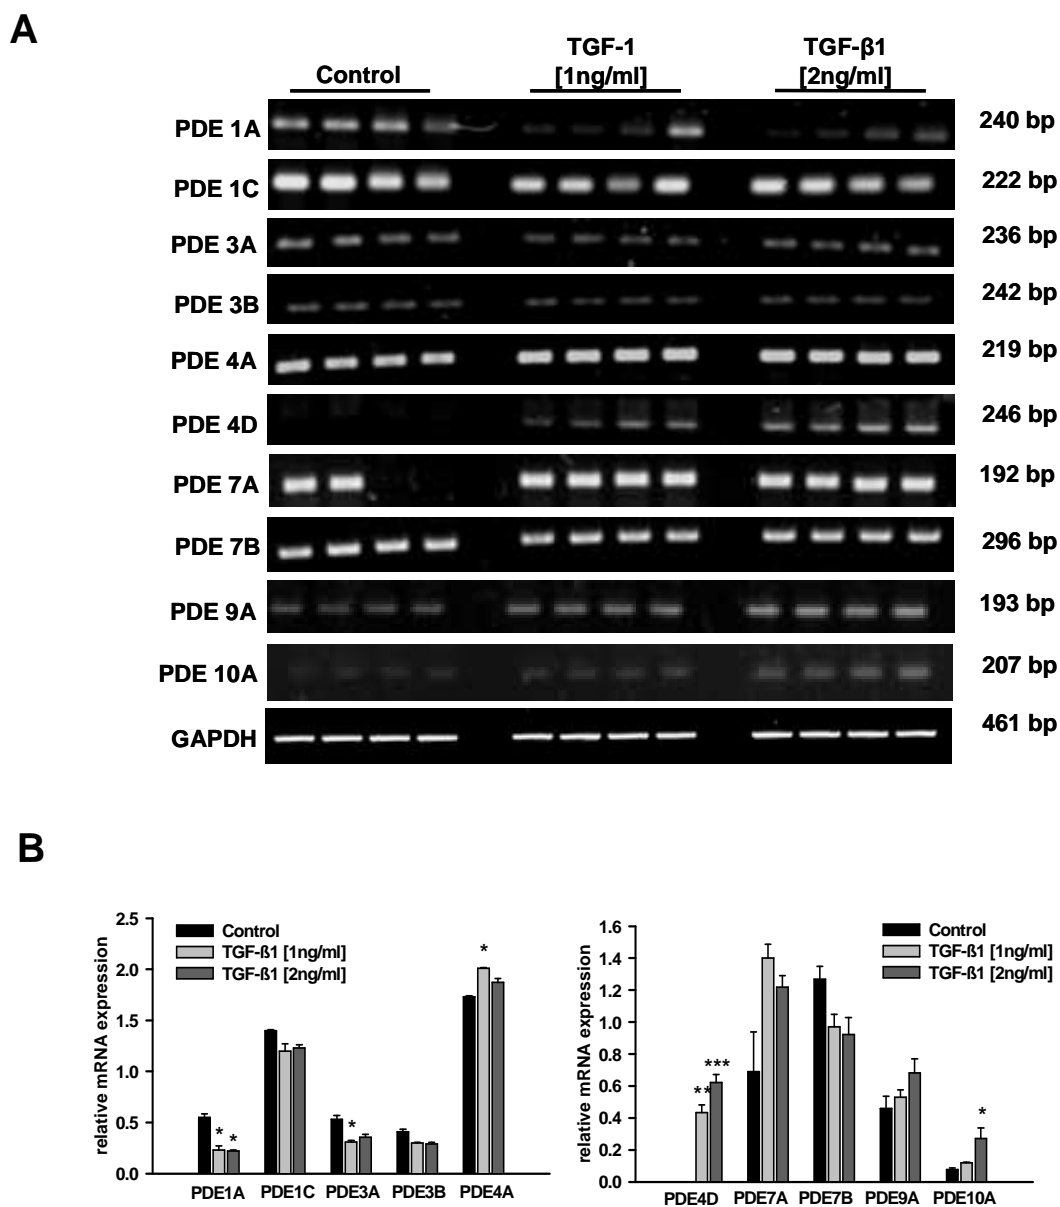 A
Control
TGF-1
[1ng/ml]
TGF-β1
[2ng/ml]
PDE 1A 240 bp
PDE 1C 222 bp
PDE 3A 236 bp
PDE 3B 242 bp
PDE 4A 219 bp
PDE 4D 246 bp
PDE 7A 192 bp
PDE 7B 296 bp
PDE 9A 193 bp
PDE 10A 207 bp
GAPDH 461 bp
B
relative mRNA expression
2.5
2.0
1.5
1.0
0.5
0.0
Control
TGF-ß1 [1ng/ml]
TGF-ß1 [2ng/ml]
* * * *
PDE1A PDE1C PDE3A PDE3B PDE4A
relative mRNA expression
1.6
1.4
1.2
1.0
0.8
0.6
0.4
0.2
0.0
Control
TGF-ß1 [1ng/ml]
TGF-ß1 [2ng/ml]
** *** *
PDE4D PDE7A PDE7B PDE9A PDE10A